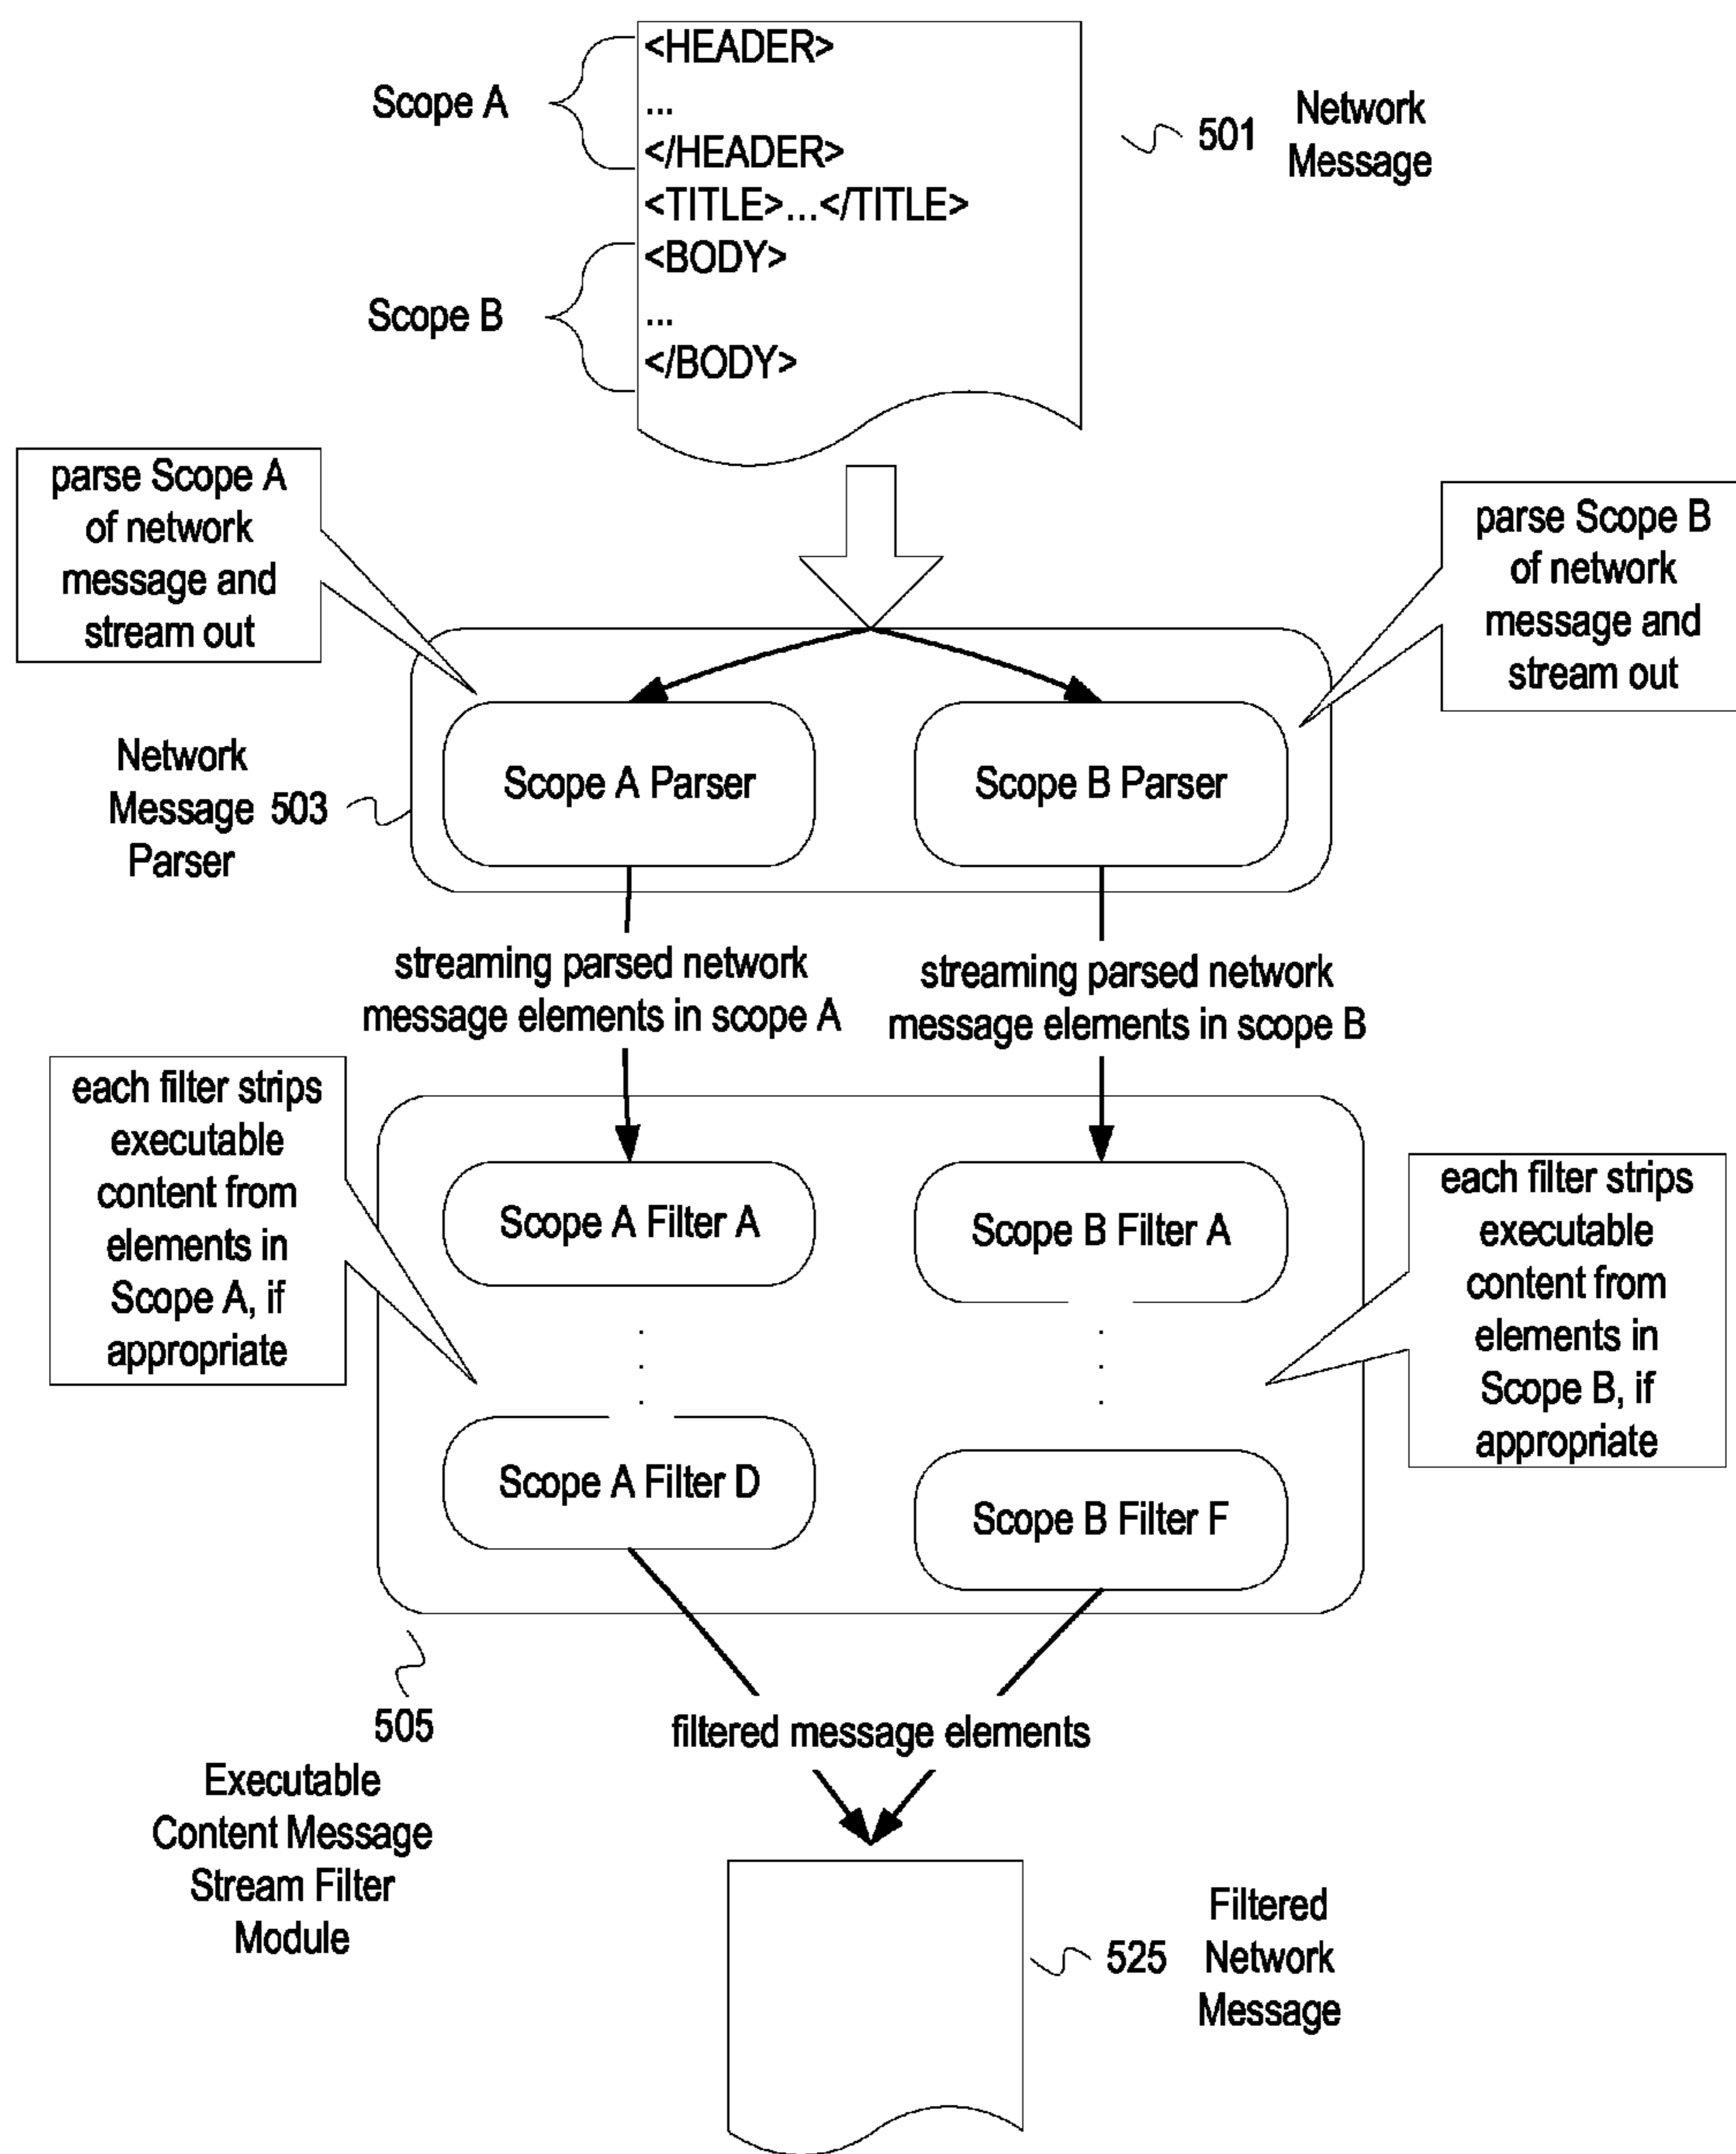 <HEADER>
...
</HEADER>
<TITLE>...</TITLE>
<BODY>
...
</BODY>
Scope A
Scope B
501
Network
Message
parse Scope A
of network
message and
stream out
parse Scope B
of network
message and
stream out
Network
Message 503
Parser
Scope A Parser
Scope B Parser
streaming parsed network
message elements in scope A
streaming parsed network
message elements in scope B
each filter strips
executable
content from
elements in
Scope A, if
appropriate
each filter strips
executable
content from
elements in
Scope B, if
appropriate
Scope A Filter A
Scope B Filter A
Scope A Filter D
Scope B Filter F
505
Executable
Content Message
Stream Filter
Module
filtered message elements
525
Filtered
Network
Message